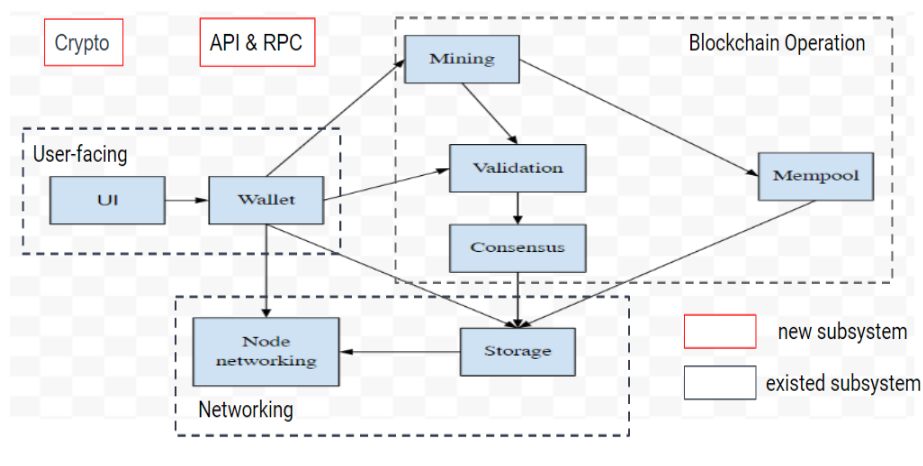 Crypto
API & RPC
Mining
Blockchain Operation
User-facing
UI
Wallet
Validation
Mempool
Consensus
Node
networking
Storage
Networking
new subsystem
existed subsystem